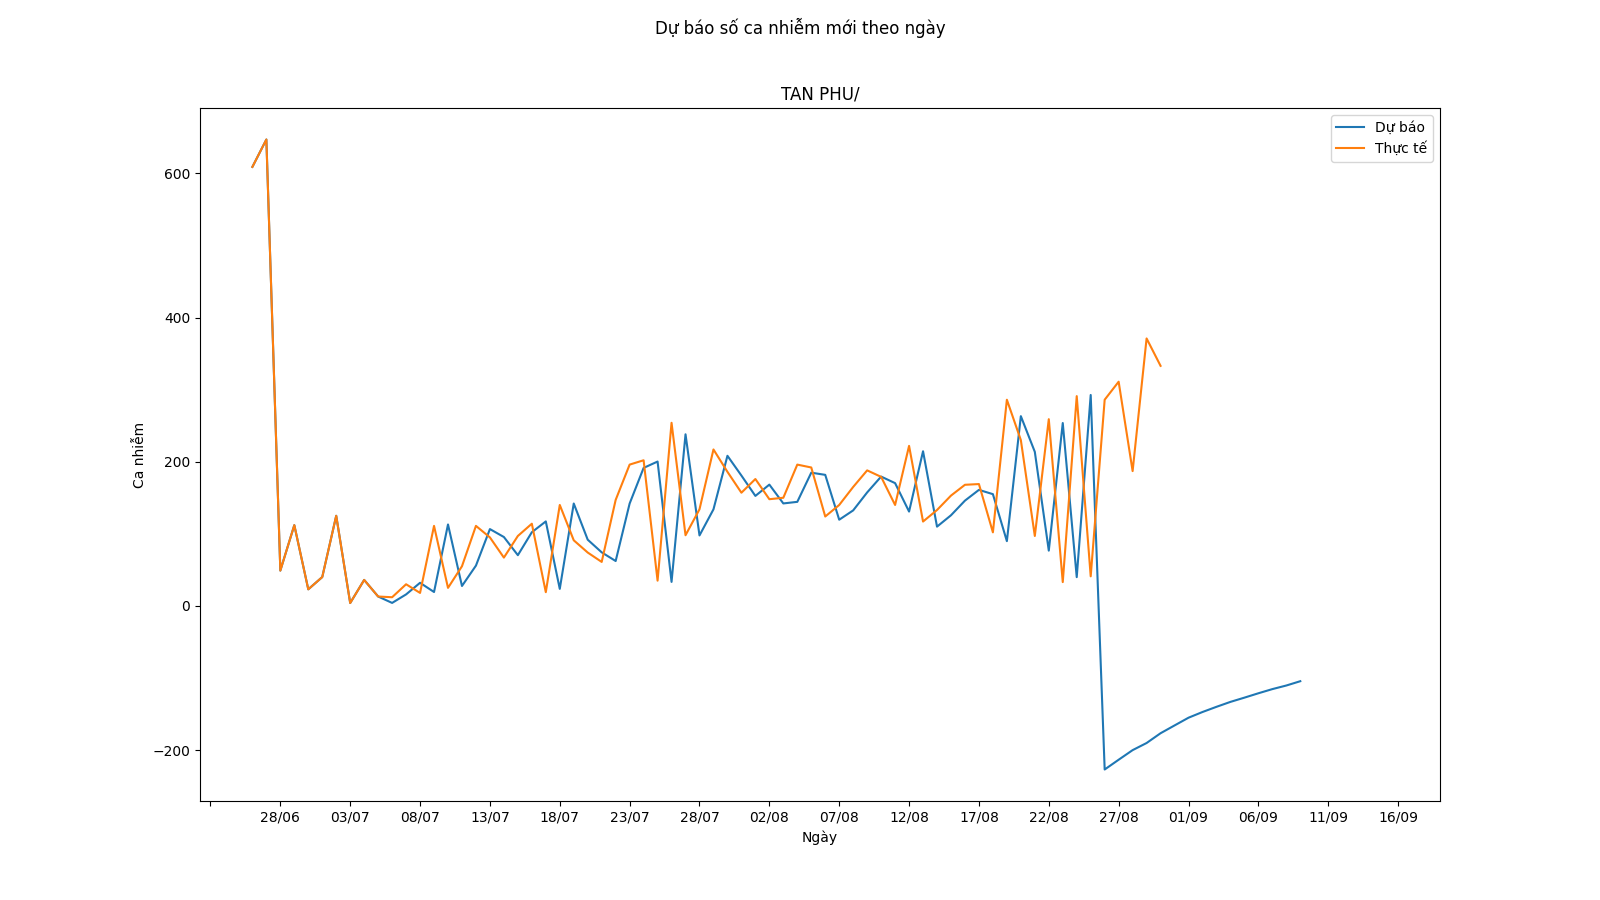 Dự báo số ca nhiễm mới theo ngày
TAN PHU/
Dự báo
Thực tế
600
400
200
0
−200
Ca nhiễm
28/06 03/07 08/07 13/07 18/07 23/07 28/07 02/08 07/08 12/08 17/08 22/08 27/08 01/09 06/09 11/09 16/09
Ngày